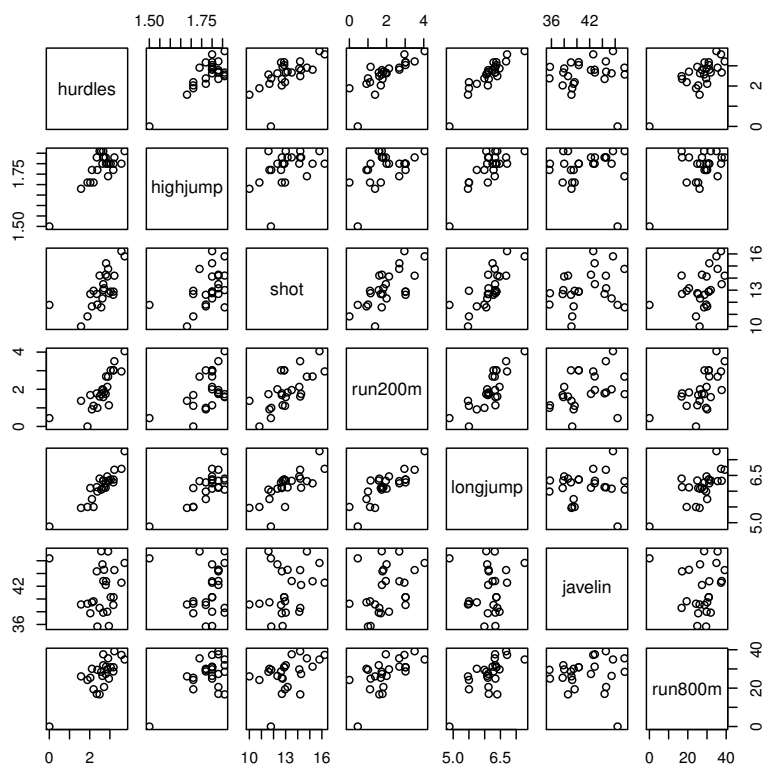 1.50 1.75 0 2 4 36 42
hurdles 0 2
1.50 1.75 highjump
shot 10 13 16
0 2 4 run200m
longjump 5.0 6.5
36 42 javelin
run800m 0 20 40
0 2 10 13 16 5.0 6.5 0 20 40